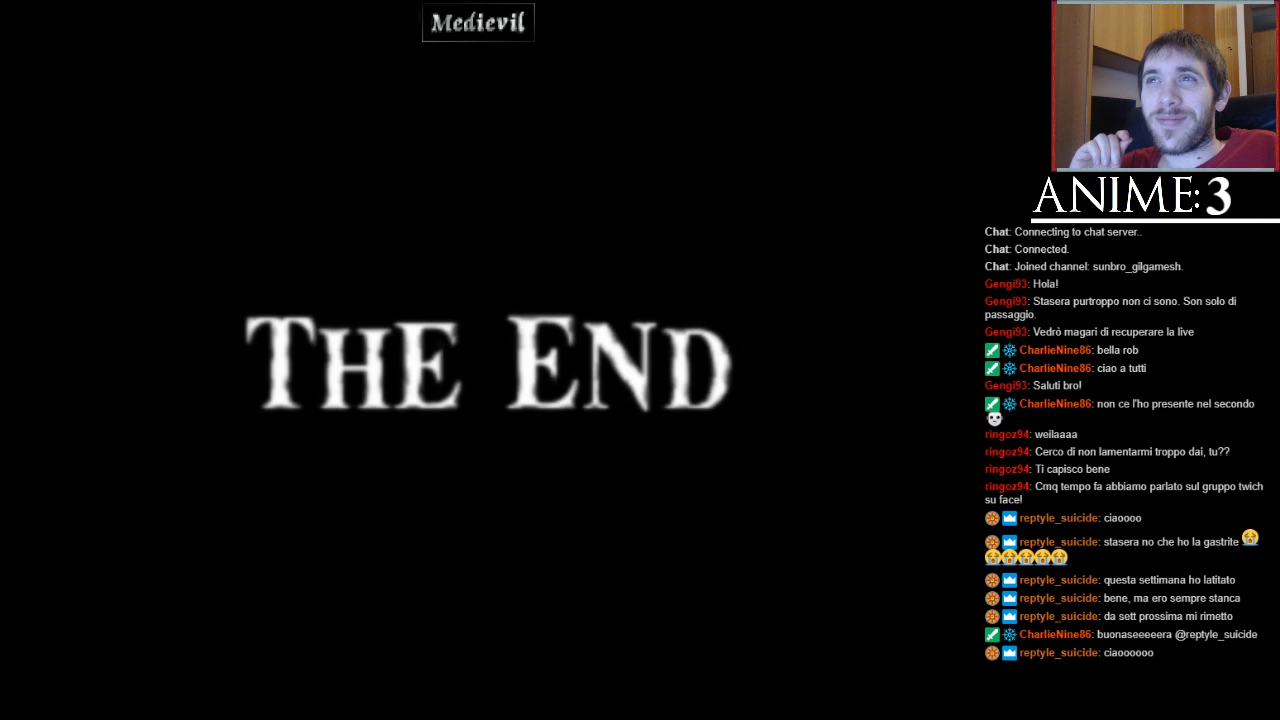 Medievil
THE END
ANIME: 3
Chat: Connecting to chat server..
Chat: Connected.
Chat: Joined channel: sunbro_gilgamesh.
Gengi93: Hola!
Gengi93: Stasera purtroppo non ci sono. Son solo di
passaggio.
Gengi93: Vedrò magari di recuperare la live
CharlieNine86: bella rob
CharlieNine86: ciao a tutti
Gengi93: Saluti bro!
CharlieNine86: non ce l'ho presente nel secondo
ringoz94: weilaaaa
ringoz94: Cerco di non lamentarmi troppo dai, tu??
ringoz94: Ti capisco bene
ringoz94: Cmq tempo fa abbiamo parlato sul gruppo twich
su face!
reptyle_suicide: ciaoooo
reptyle_suicide: stasera no che ho la gastrite 😭
😭😭😭😭😭
reptyle_suicide: questa settimana ho latitato
reptyle_suicide: bene, ma ero sempre stanca
reptyle_suicide: da sett prossima mi rimetto
CharlieNine86: buonaseeeeera @reptyle_suicide
reptyle_suicide: ciaoooooo